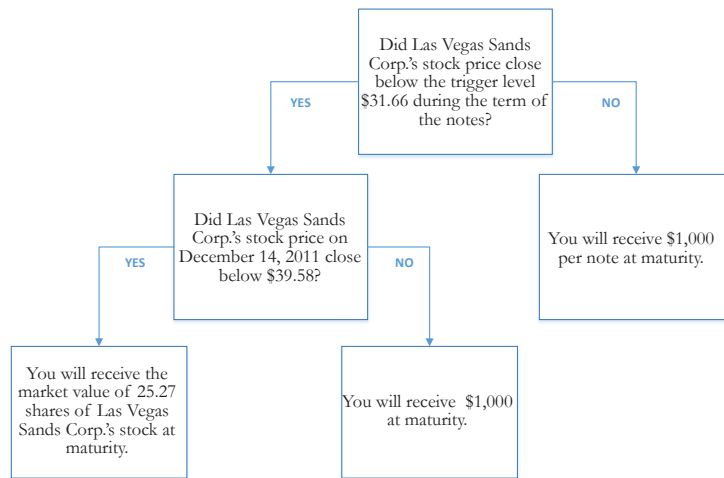 Did Las Vegas Sands
Corp.'s stock price close
below the trigger level
$31.66 during the term of
the notes?
YES
NO
Did Las Vegas Sands
Corp.'s stock price on
December 14, 2011 close
below $39.58?
You will receive $1,000
per note at maturity.
YES
NO
You will receive the
market value of 25.27
shares of Las Vegas
Sands Corp.'s stock at
maturity.
You will receive $1,000
at maturity.